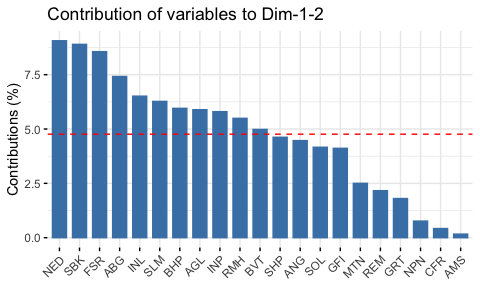 Contribution of variables to Dim-1-2
Contributions (%)
7.5
5.0
2.5
0.0
NED SBK FSR ABG INL SLM BHP AGL INP RMH BVT SHP ANG SOL GFI MTN REM GRT NPN CFR AMS